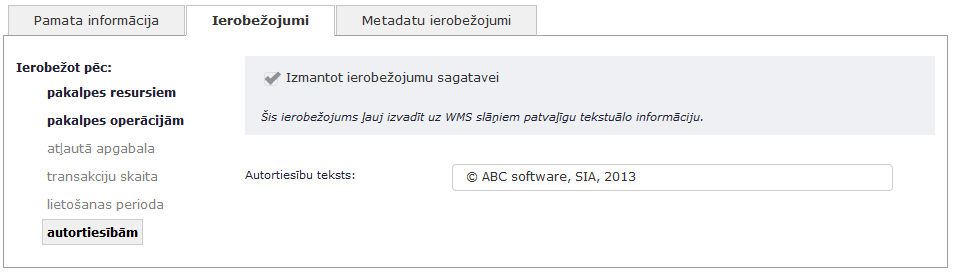 Pamata informācija
Ierobežojumi
Metadatu ierobežojumi
Ierobežot pēc:
pakalpes resursiem
pakalpes operācijām
atļautā apgabala
transakciju skaita
lietošanas perioda
autortiesībām
Izmantot ierobežojumu sagatavei
Šis ierobežojums ļauj izvadīt uz WMS slāņiem patvaļīgu tekstuālo informāciju.
Autortiesību teksts:
© ABC software, SIA, 2013